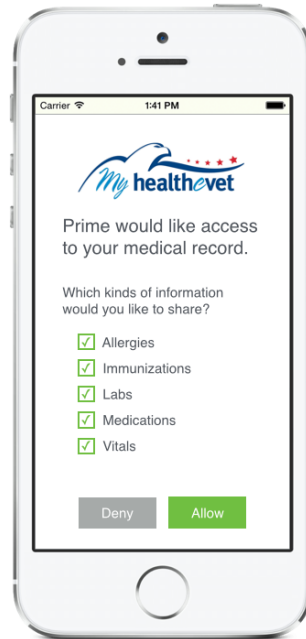 Carrier 1:41 PM
My healthevet
Prime would like access
to your medical record.
Which kinds of information
would you like to share?
Allergies
Immunizations
Labs
Medications
Vitals
Deny Allow